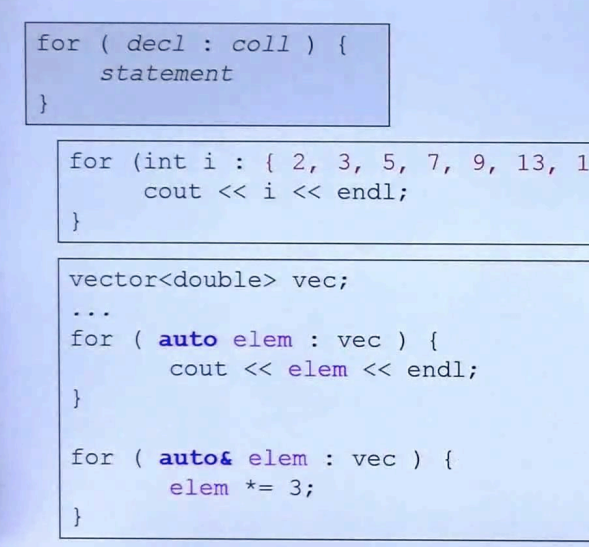 for ( decl : coll ) {
statement
}
for (int i : { 2, 3, 5, 7, 9, 13, 1
cout << i << endl;
}
vector<double> vec;
...
for ( auto elem : vec ) {
cout << elem << endl;
}
for ( auto& elem : vec ) {
elem *= 3;
}